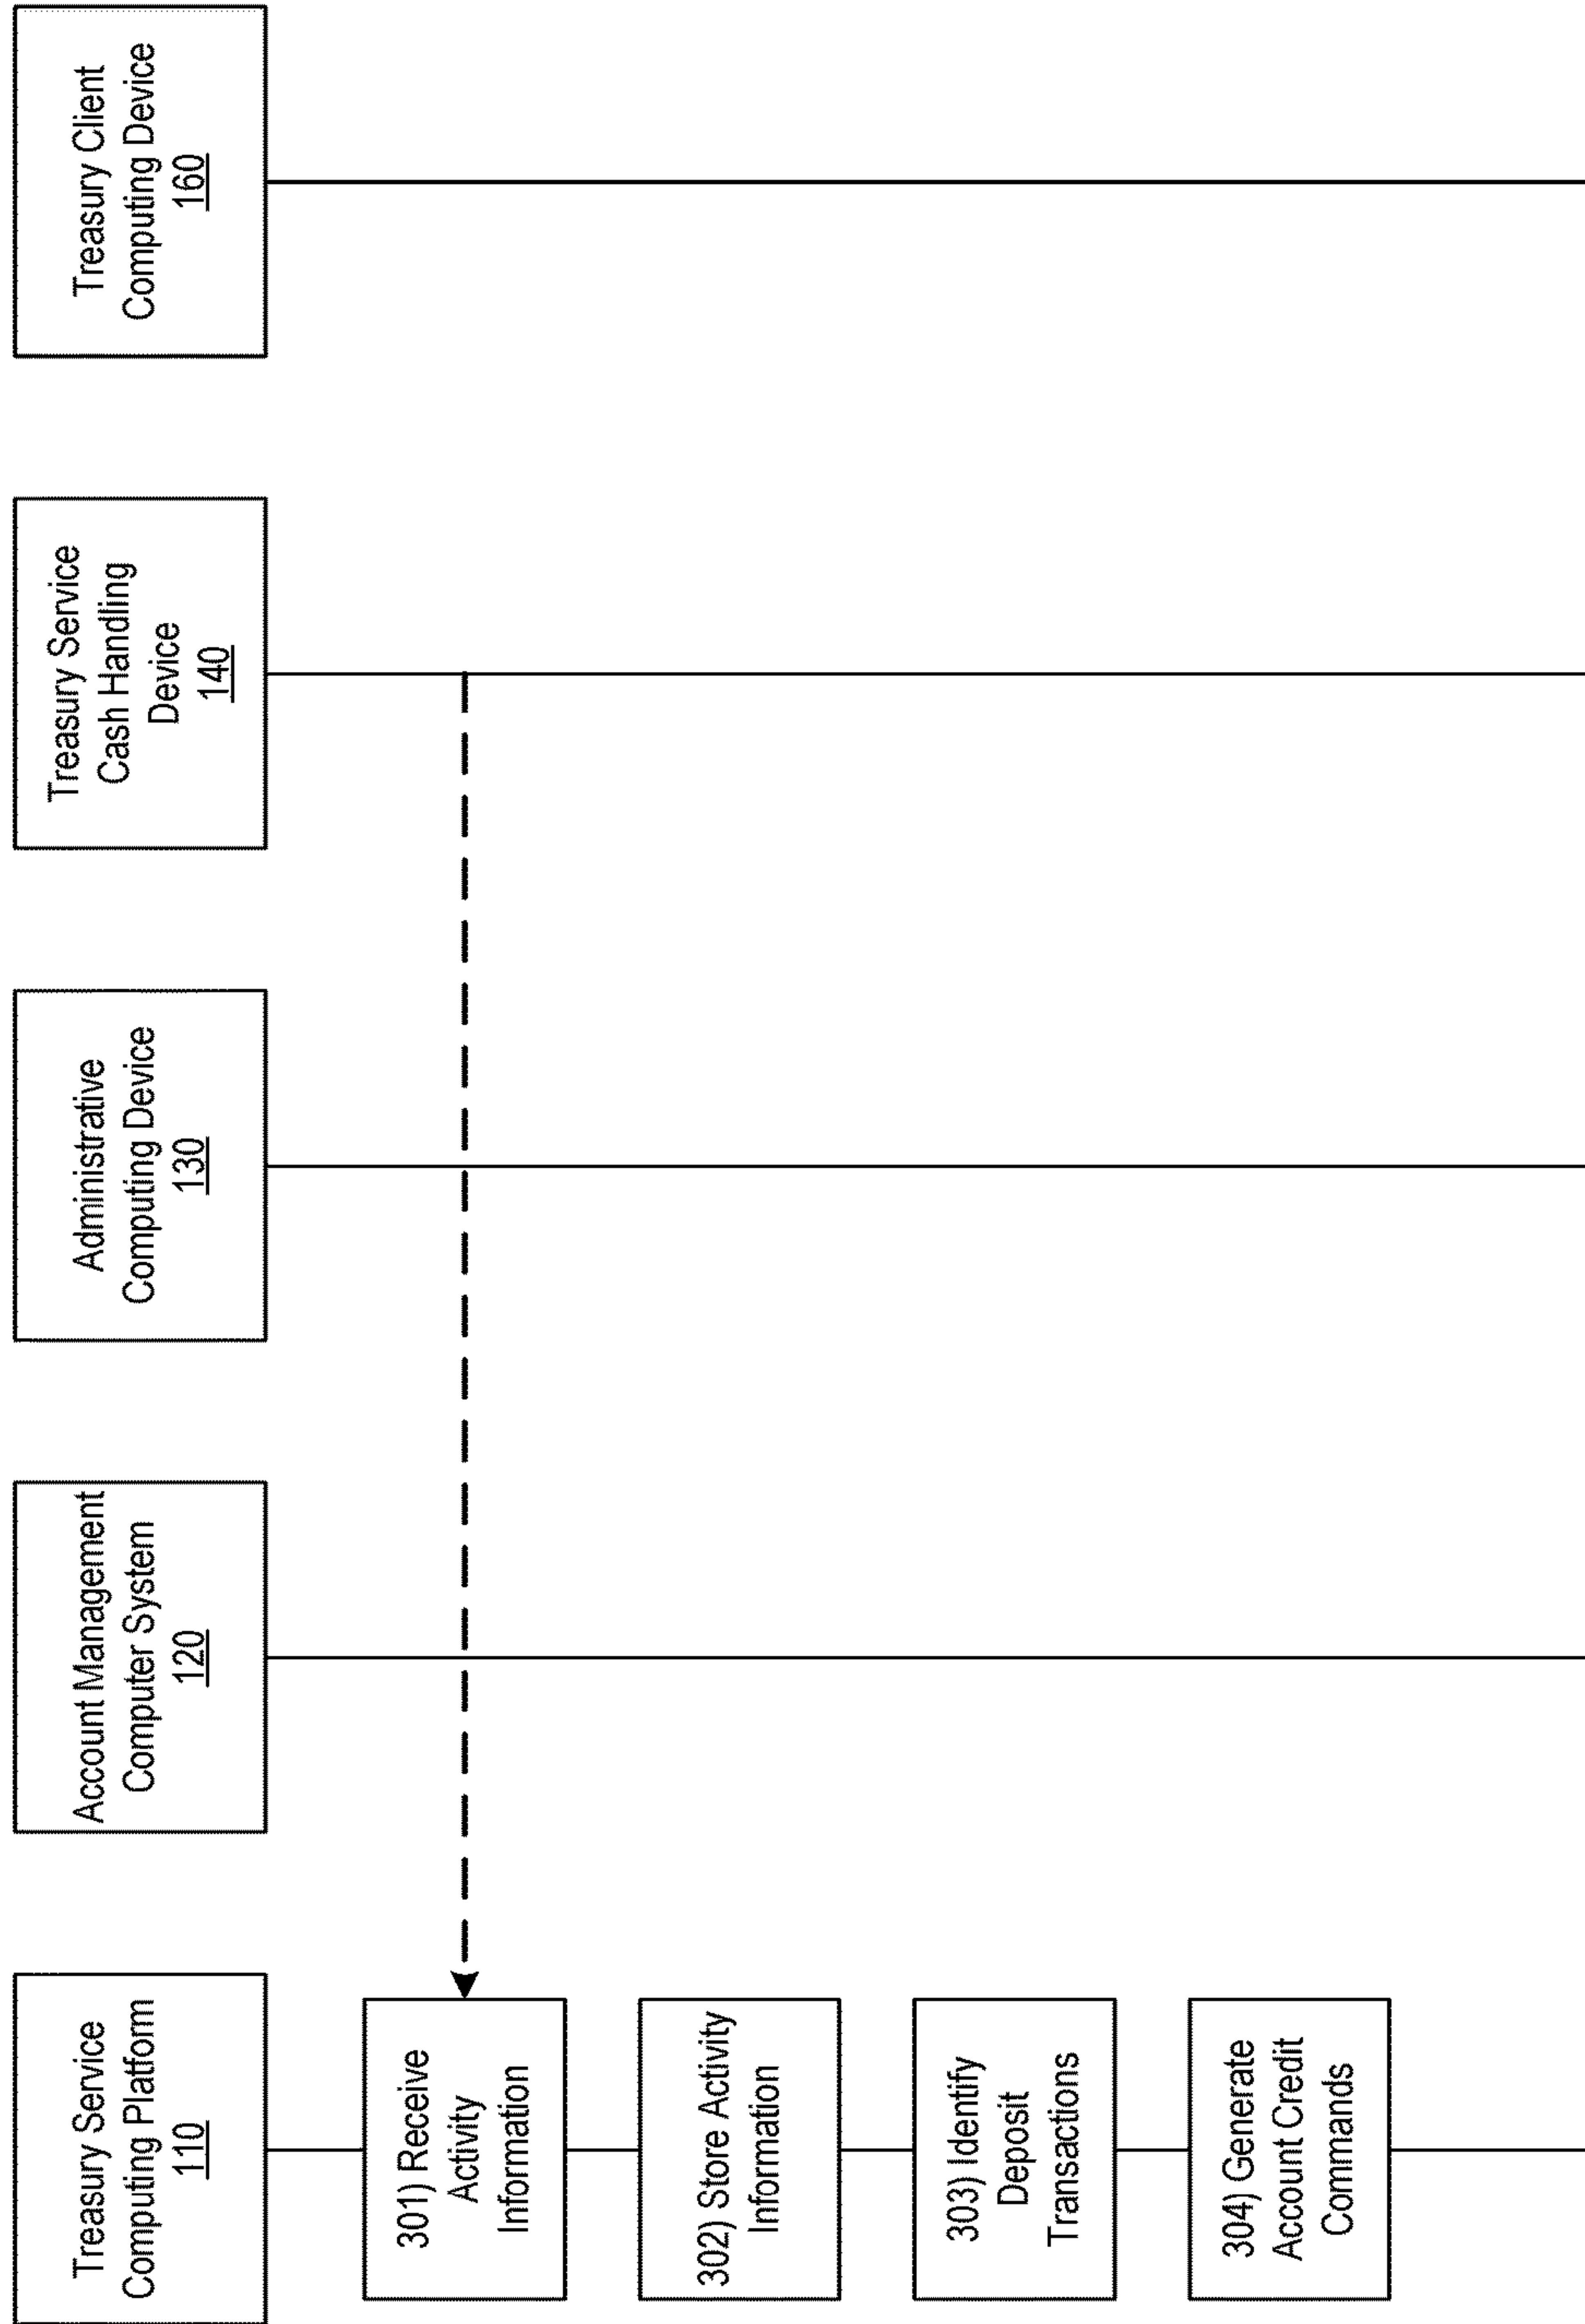 Treasury Service
Computing Platform
110
Account Management
Computer System
120
Administrative
Computing Device
130
Treasury Service
Cash Handling
Device
140
Treasury Client
Computing Device
160
301) Receive
Activity
Information
302) Store Activity
Information
303) Identify
Deposit
Transactions
304) Generate
Account Credit
Commands